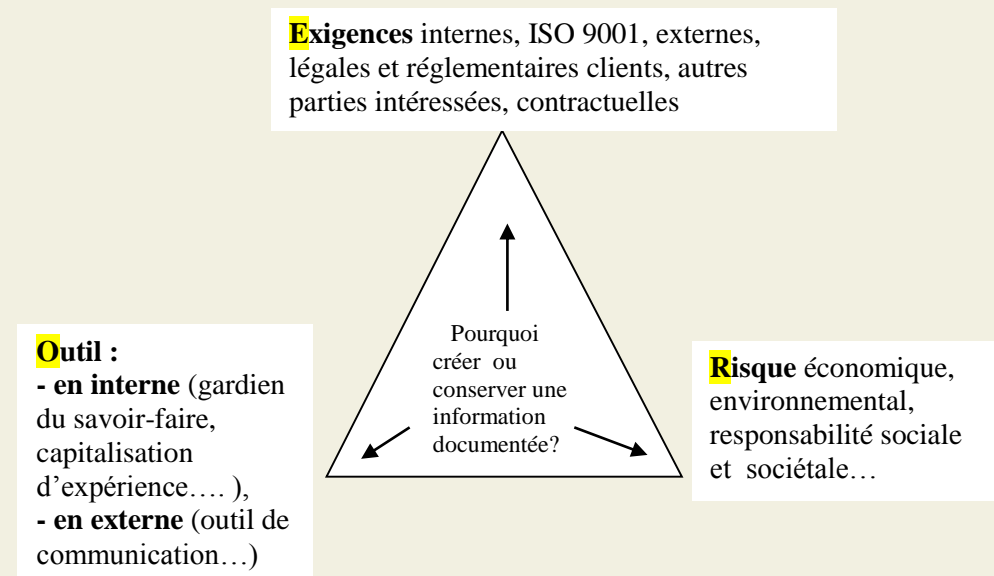 Exigences internes, ISO 9001, externes,
légales et réglementaires clients, autres
parties intéressées, contractuelles
Pourquoi
créer ou
conserver une
information
documentée?
Outil :
- en interne (gardien
du savoir-faire,
capitalisation
d’expérience…. ),
- en externe (outil de
communication…)
Risque économique,
environnemental,
responsabilité sociale
et sociétale…